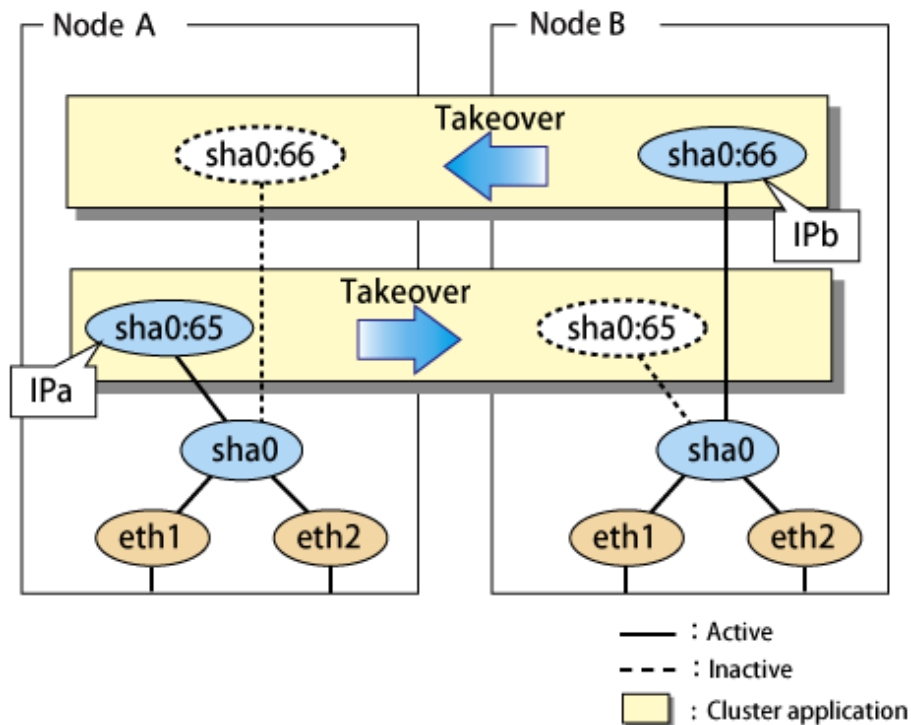 Node A
Node B
Takeover
sha0:66
sha0:66
IPb
Takeover
sha0:65
sha0:65
IPa
sha0
sha0
eth1
eth2
eth1
eth2
: Active
: Inactive
: Cluster application